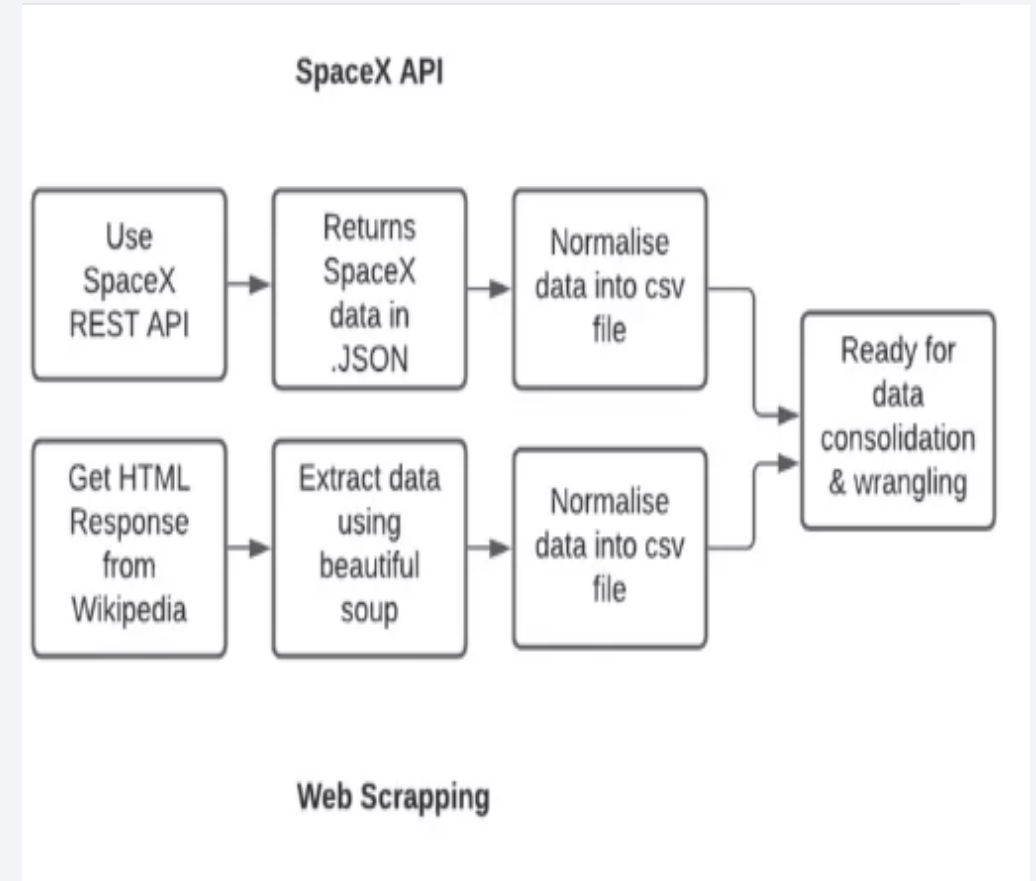 SpaceX API
Use
SpaceX
REST API
Returns
SpaceX
data in
.JSON
Normalise
data into csv
file
Ready for
data
consolidation
& wrangling
Get HTML
Response
from
Wikipedia
Extract data
using
beautiful
soup
Normalise
data into csv
file
Web Scrapping